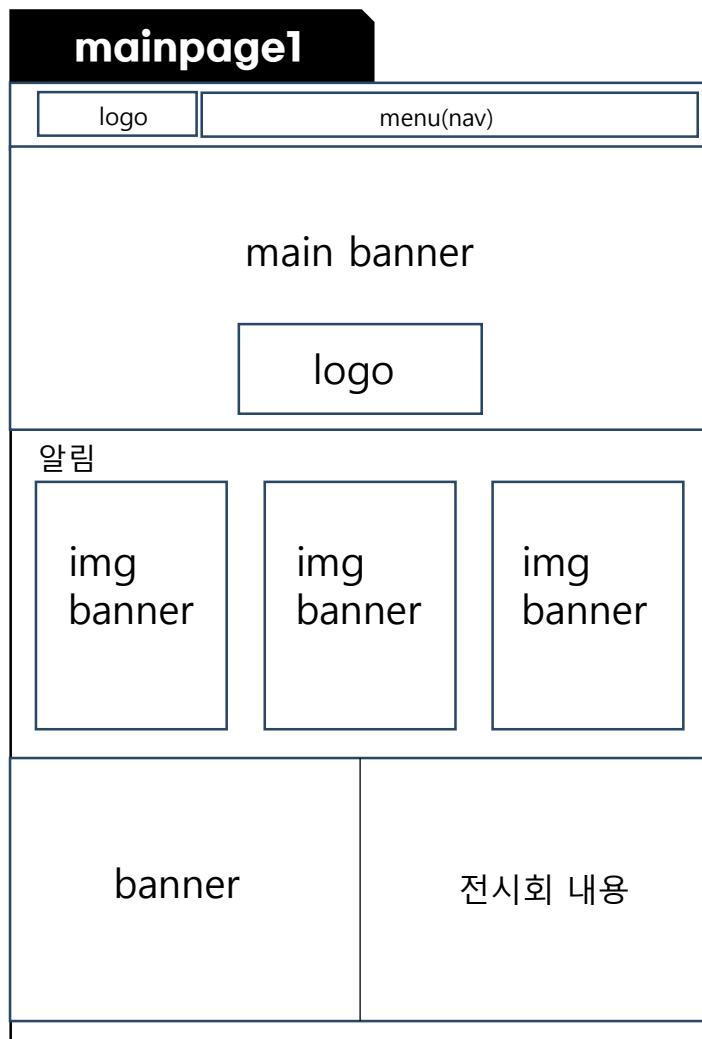 mainpage1
logo
menu(nav)
main banner
logo
알림
img
banner
img
banner
img
banner
banner
전시회 내용